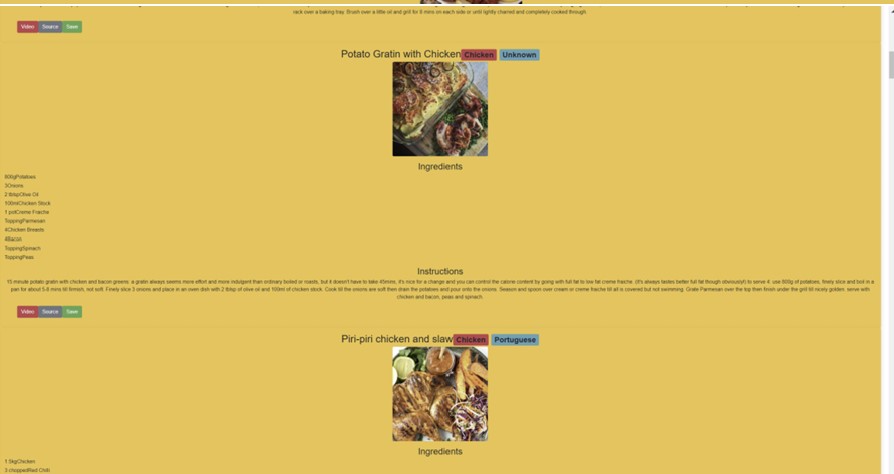 rack over a baking tray. Brush over a little oil and grill for 8 mins on each side or until lightly charred and completely cooked through.
Video Source Save
Potato Gratin with Chicken Chicken Unknown
Ingredients
800gPotatoes
3Onions
2 tbspOlive Oil
100mlChicken Stock
1 potCreme Fraiche
ToppingParmesan
4Chicken Breasts
4Bacon
ToppingSpinach
ToppingPeas
Instructions
15 minute potato gratin with chicken and bacon greens: a gratin always seems more effort and more indulgent than ordinary boiled or roasts, but it doesn't have to take 45mins, it's nice for a change and you can control the calorie content by going with full fat to low fat creme fraiche. (It's always tastes better full fat though obviously!) to serve 4: use 800g of potatoes, finely slice and boil in a
pan for about 5-8 mins till firmish, not soft. Finely slice 3 onions and place in an oven dish with 2 tblsp of olive oil and 100ml of chicken stock. Cook till the onions are soft then drain the potatoes and pour onto the onions. Season and spoon over cream or creme fraiche till all is covered but not swimming. Grate Parmesan over the top then finish under the grill till nicely golden. serve with
chicken and bacon, peas and spinach.
Video Source Save
Piri-piri chicken and slaw Chicken Portuguese
Ingredients
1.5kgChicken
3 choppedRed Chilli